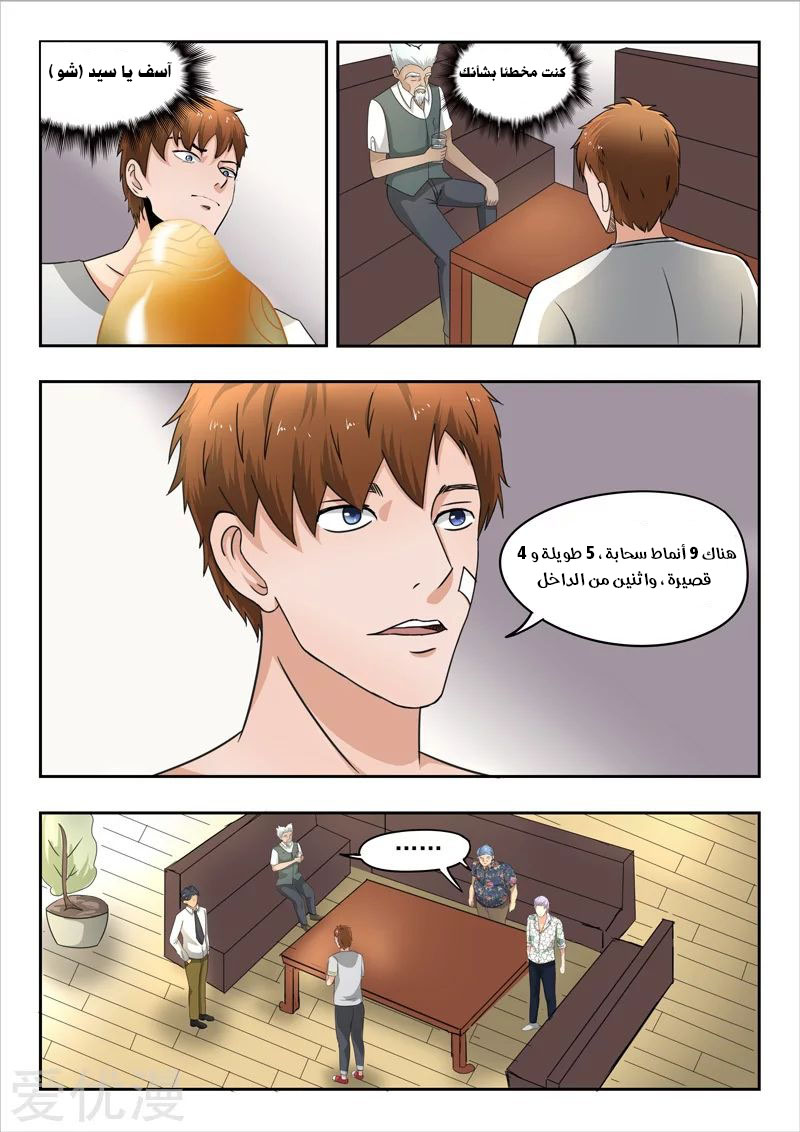 كنت مخطئا بشأنك
آسف يا سيد (شو)
هناك 9 أنماط سحابة ، 5 طويلة و 4
قصيرة ، واثنين من الداخل
......
爱优漫